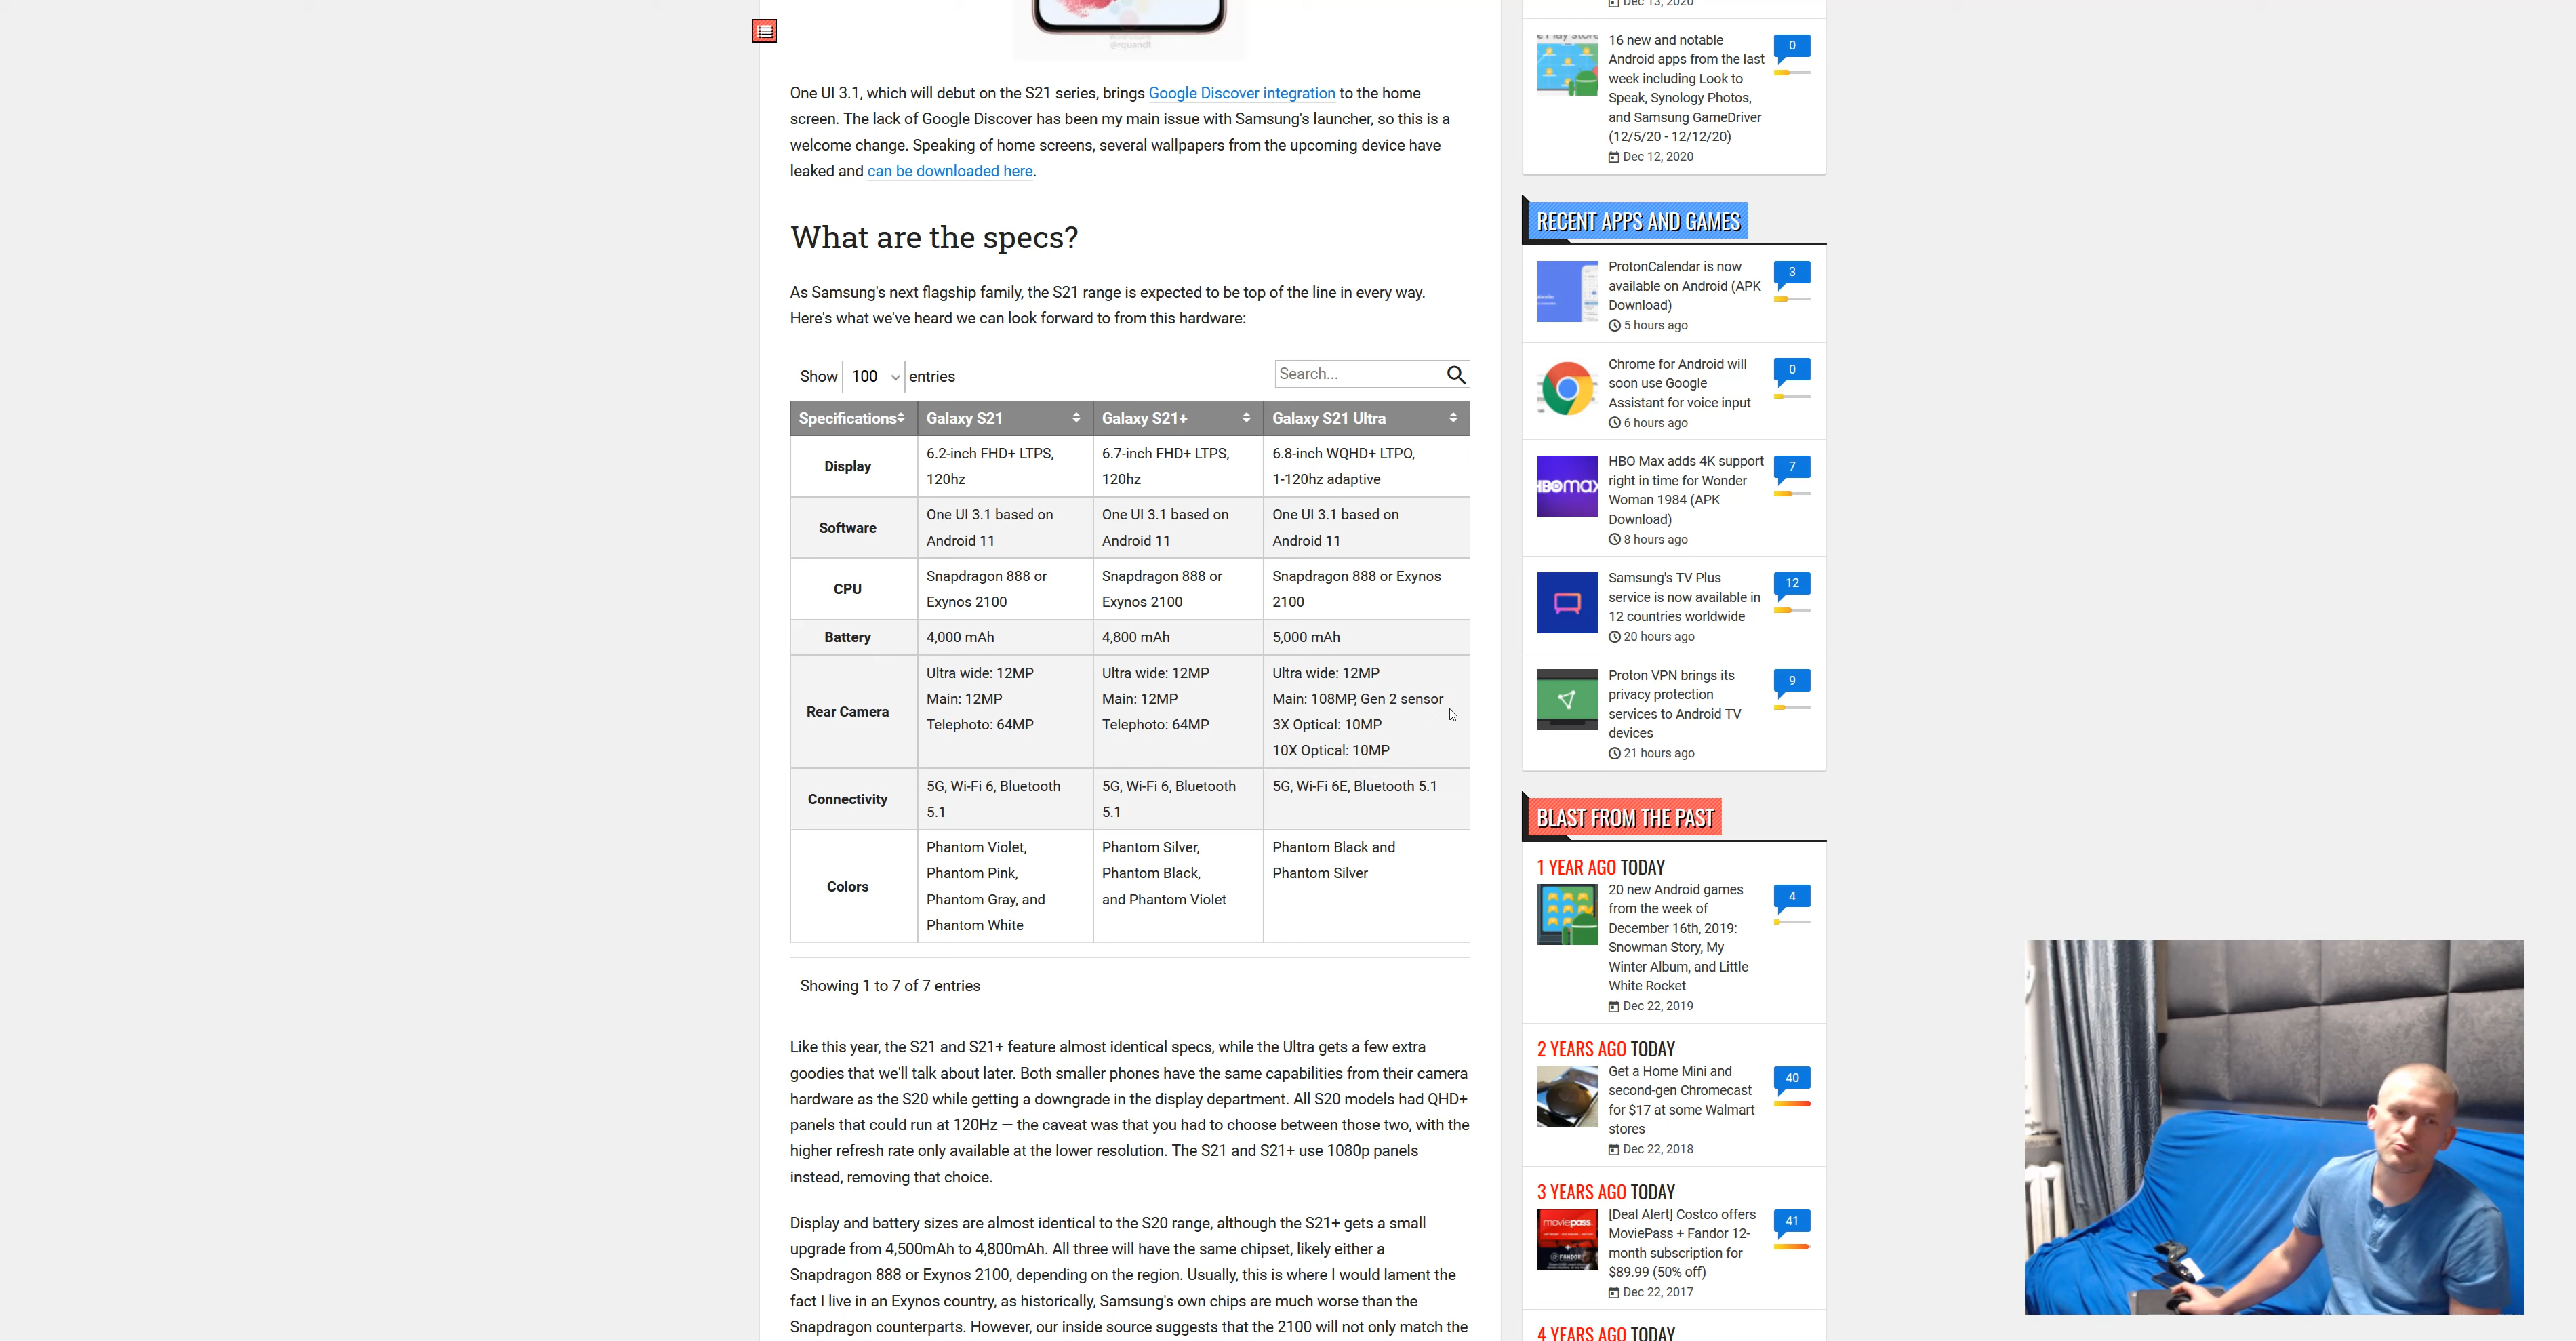 @rquandt
One UI 3.1, which will debut on the S21 series, brings Google Discover integration to the home
screen. The lack of Google Discover has been my main issue with Samsung's launcher, so this is a
welcome change. Speaking of home screens, several wallpapers from the upcoming device have
leaked and can be downloaded here.
What are the specs?
As Samsung's next flagship family, the S21 range is expected to be top of the line in every way.
Here's what we've heard we can look forward to from this hardware:
Show 100 entries
Search...
Specifications Galaxy S21 Galaxy S21+ Galaxy S21 Ultra
Display
6.2-inch FHD+ LTPS,
120hz
6.7-inch FHD+ LTPS,
120hz
6.8-inch WQHD+ LTPO,
1-120hz adaptive
Software
One UI 3.1 based on
Android 11
One UI 3.1 based on
Android 11
One UI 3.1 based on
Android 11
CPU
Snapdragon 888 or
Exynos 2100
Snapdragon 888 or
Exynos 2100
Snapdragon 888 or Exynos
2100
Battery
4,000 mAh
4,800 mAh
5,000 mAh
Rear Camera
Ultra wide: 12MP
Main: 12MP
Telephoto: 64MP
Ultra wide: 12MP
Main: 12MP
Telephoto: 64MP
Ultra wide: 12MP
Main: 108MP, Gen 2 sensor
3X Optical: 10MP
10X Optical: 10MP
Connectivity
5G, Wi-Fi 6, Bluetooth
5.1
5G, Wi-Fi 6, Bluetooth
5.1
5G, Wi-Fi 6E, Bluetooth 5.1
Colors
Phantom Violet,
Phantom Pink,
Phantom Gray, and
Phantom White
Phantom Silver,
Phantom Black,
and Phantom Violet
Phantom Black and
Phantom Silver
Showing 1 to 7 of 7 entries
Like this year, the S21 and S21+ feature almost identical specs, while the Ultra gets a few extra
goodies that we'll talk about later. Both smaller phones have the same capabilities from their camera
hardware as the S20 while getting a downgrade in the display department. All S20 models had QHD+
panels that could run at 120Hz — the caveat was that you had to choose between those two, with the
higher refresh rate only available at the lower resolution. The S21 and S21+ use 1080p panels
instead, removing that choice.
Display and battery sizes are almost identical to the S20 range, although the S21+ gets a small
upgrade from 4,500mAh to 4,800mAh. All three will have the same chipset, likely either a
Snapdragon 888 or Exynos 2100, depending on the region. Usually, this is where I would lament the
fact I live in an Exynos country, as historically, Samsung's own chips are much worse than the
Snapdragon counterparts. However, our inside source suggests that the 2100 will not only match the
Dec 13, 2020
16 new and notable
Android apps from the last
week including Look to
Speak, Synology Photos,
and Samsung GameDriver
(12/5/20 - 12/12/20)
Dec 12, 2020
0
RECENT APPS AND GAMES
ProtonCalendar is now
available on Android (APK
Download)
5 hours ago
3
Chrome for Android will
soon use Google
Assistant for voice input
6 hours ago
0
HBOmax
HBO Max adds 4K support
right in time for Wonder
Woman 1984 (APK
Download)
8 hours ago
7
Samsung's TV Plus
service is now available in
12 countries worldwide
20 hours ago
12
Proton VPN brings its
privacy protection
services to Android TV
devices
21 hours ago
9
BLAST FROM THE PAST
1 YEAR AGO TODAY
20 new Android games
from the week of
December 16th, 2019:
Snowman Story, My
Winter Album, and Little
White Rocket
Dec 22, 2019
4
2 YEARS AGO TODAY
Get a Home Mini and
second-gen Chromecast
for $17 at some Walmart
stores
Dec 22, 2018
40
3 YEARS AGO TODAY
moviepass
FANDOR
[Deal Alert] Costco offers
MoviePass + Fandor 12-
month subscription for
$89.99 (50% off)
Dec 22, 2017
41
4 YEARS AGO TODAY